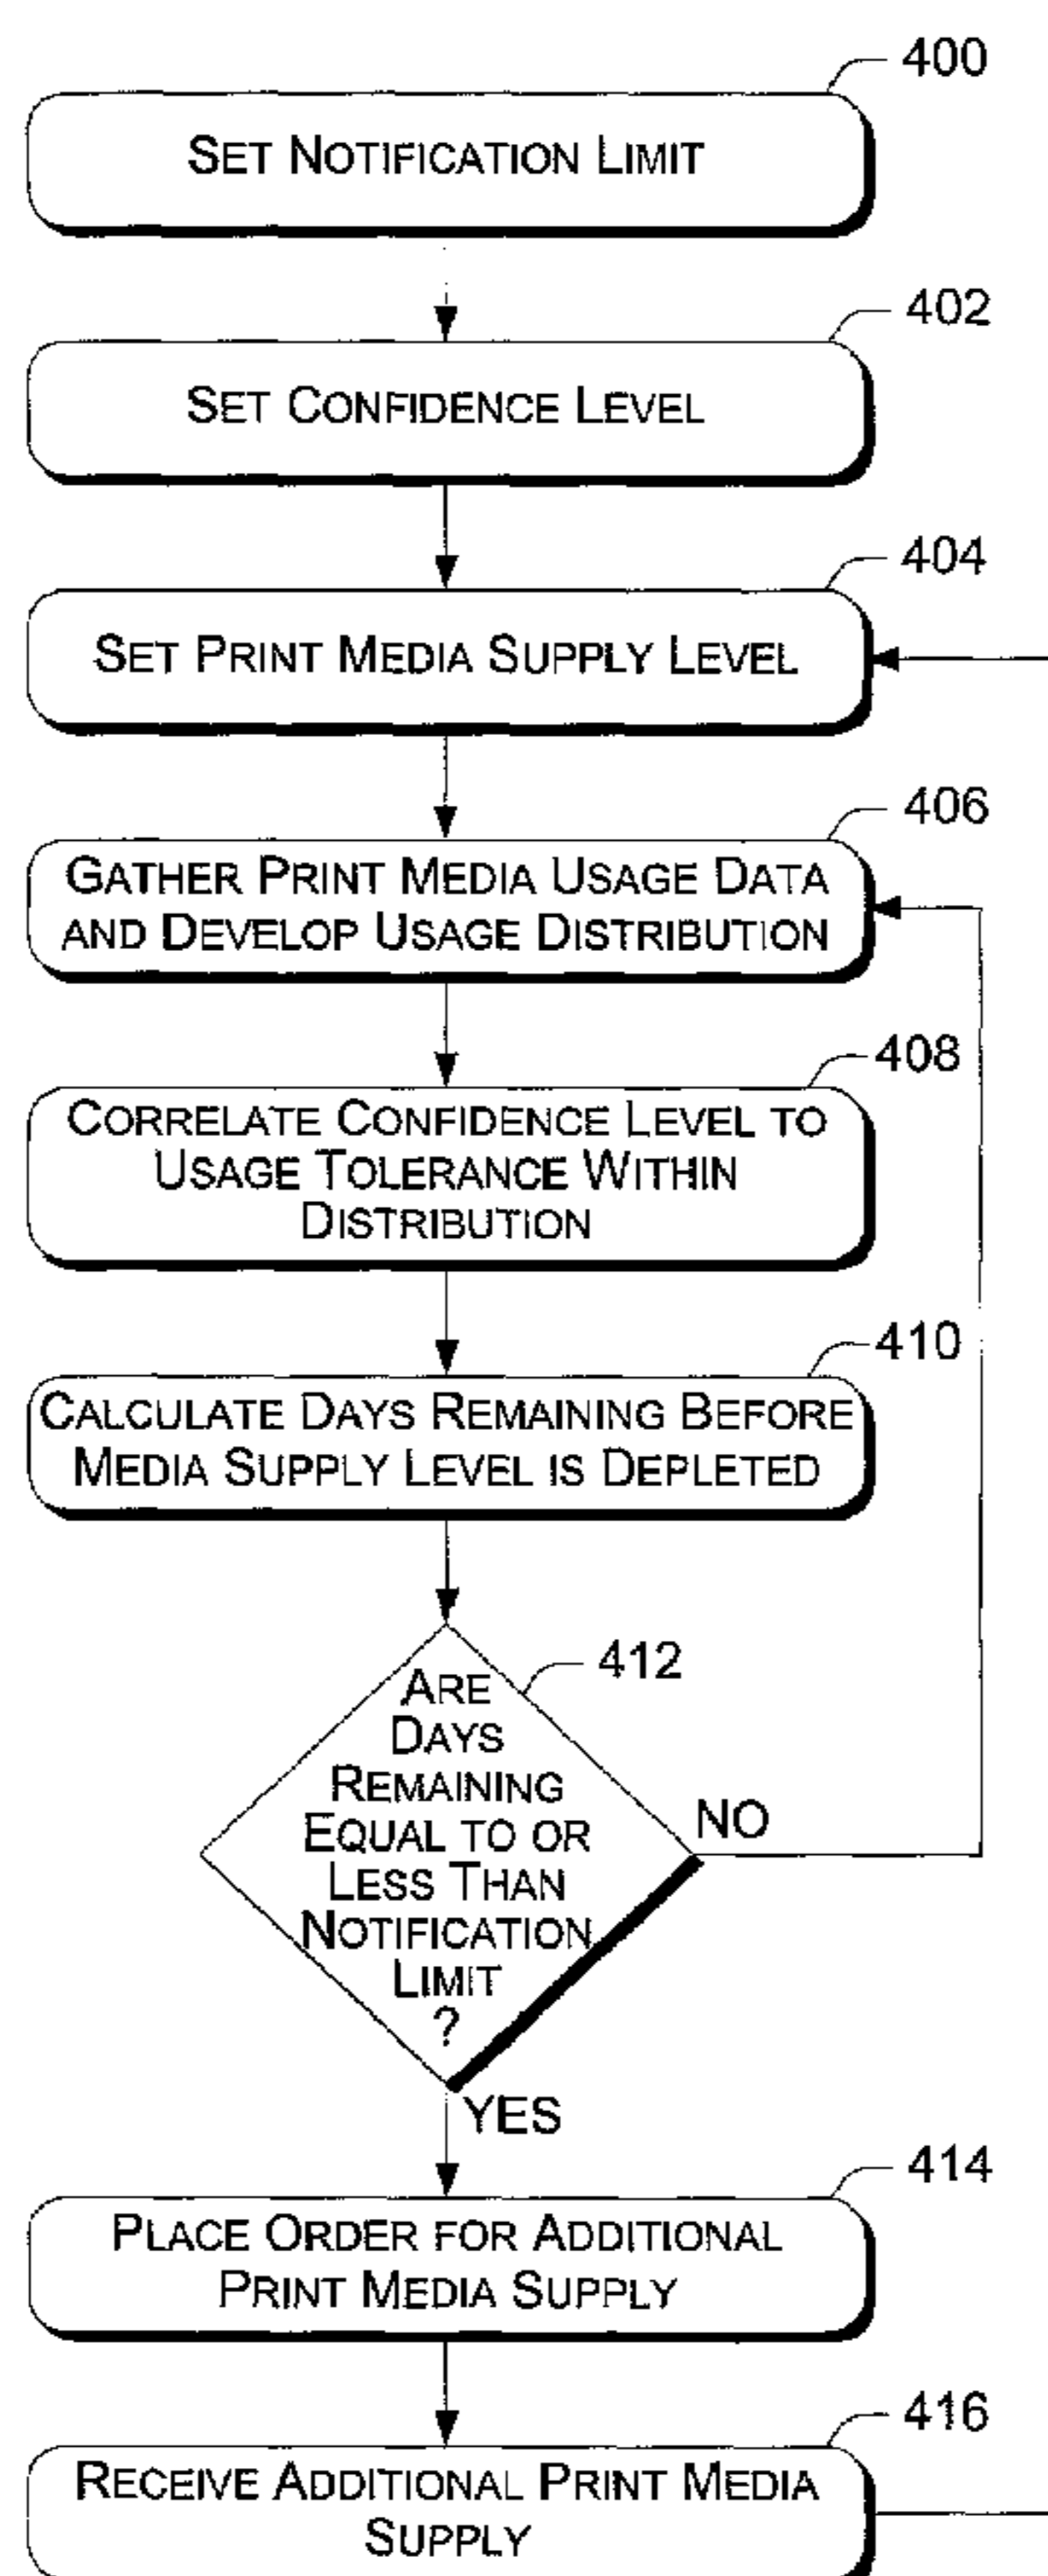 400
SET NOTIFICATION LIMIT
402
SET CONFIDENCE LEVEL
404
SET PRINT MEDIA SUPPLY LEVEL
406
GATHER PRINT MEDIA USAGE DATA
AND DEVELOP USAGE DISTRIBUTION
408
CORRELATE CONFIDENCE LEVEL TO
USAGE TOLERANCE WITHIN
DISTRIBUTION
410
CALCULATE DAYS REMAINING BEFORE
MEDIA SUPPLY LEVEL IS DEPLETED
412
ARE
DAYS
REMAINING
EQUAL TO OR
LESS THAN
NOTIFICATION
LIMIT
?
NO
YES
414
PLACE ORDER FOR ADDITIONAL
PRINT MEDIA SUPPLY
416
RECEIVE ADDITIONAL PRINT MEDIA
SUPPLY